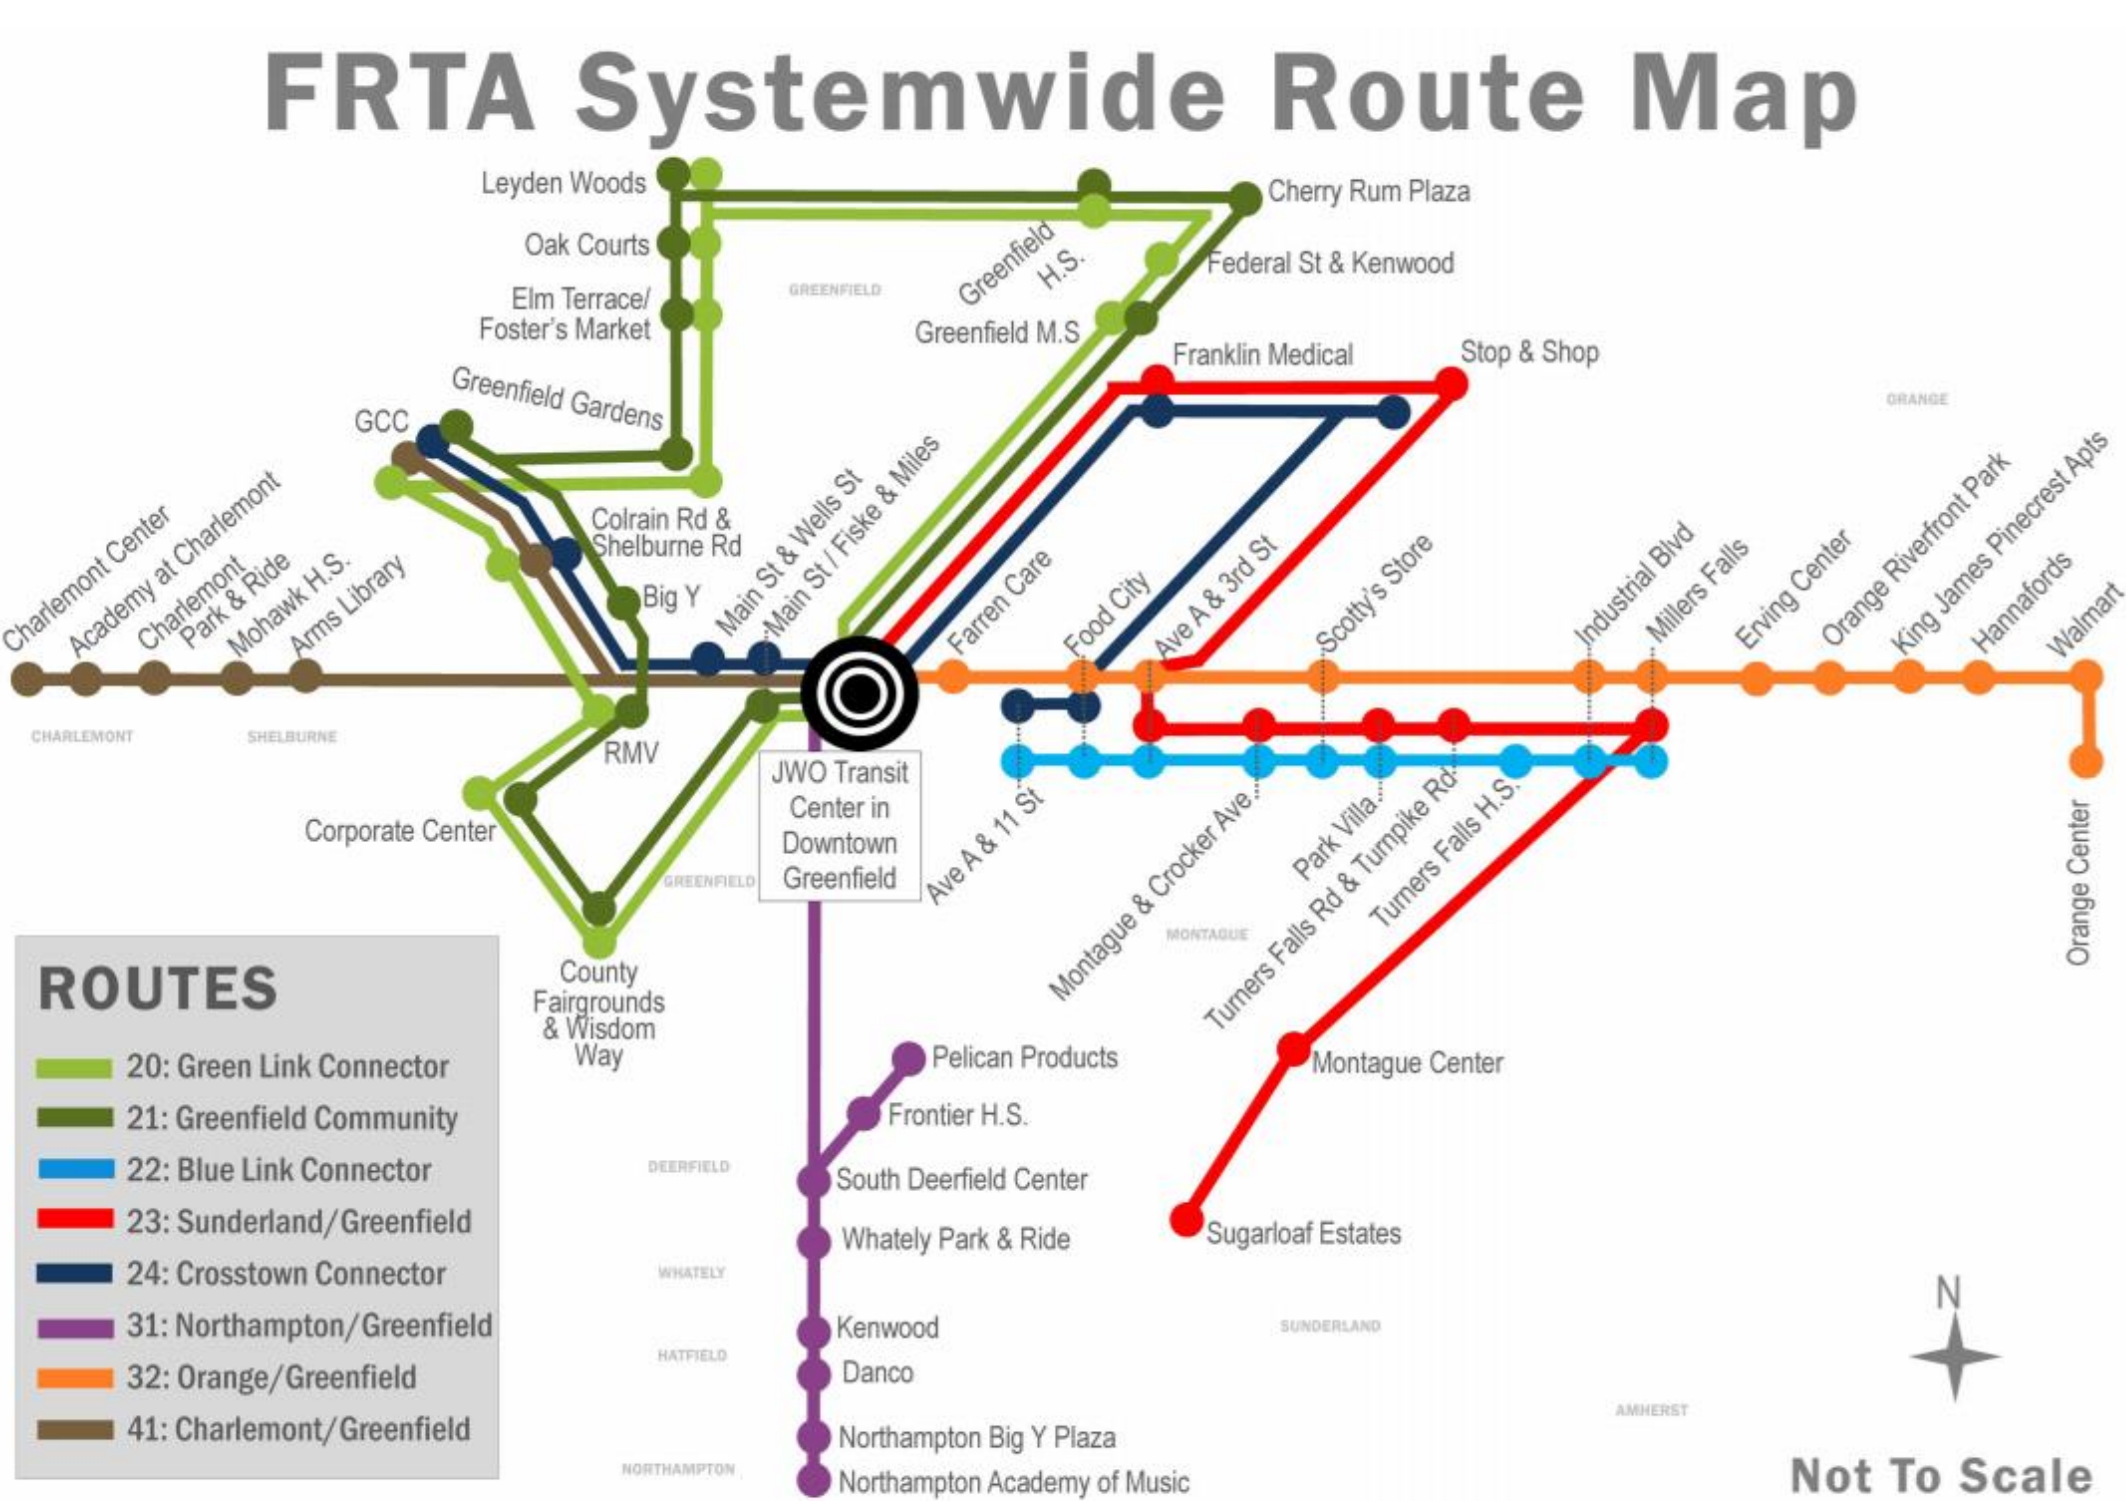 FRTA Systemwide Route Map
Leyden Woods
Cherry Rum Plaza
Oak Courts
Greenfield
H.S.
Federal St & Kenwood
GREENFIELD
Elm Terrace/
Foster's Market
Greenfield M.S
Franklin Medical
Stop & Shop
Greenfield Gardens
ORANGE
GCC
Colrain Rd &
Shelburne Rd
Big Y
Main St & Wells St
Main St / Fiske & Miles
Charlemont Center
Academy at Charlemont
Charlemont
Park & Ride
Mohawk H.S.
Arms Library
Farren Care
Food City
Ave A & 3rd St
Scotty's Store
Industrial Blvd
Millers Falls
Erving Center
Orange Riverfront Park
King James Pinecrest Apts
Hannafords
Walmart
CHARLEMONT
SHELBURNE
RMV
JWO Transit
Center in
Downtown
Greenfield
Corporate Center
GREENFIELD
Ave A & 11 St
Montague & Crocker Ave
Park Villa
Turners Falls Rd & Turnpike Rd
Turners Falls H.S.
Orange Center
MONTAGUE
County
Fairgrounds
& Wisdom
Way
ROUTES
20: Green Link Connector
21: Greenfield Community
22: Blue Link Connector
23: Sunderland/Greenfield
24: Crosstown Connector
31: Northampton/Greenfield
32: Orange/Greenfield
41: Charlemont/Greenfield
Pelican Products
Montague Center
Frontier H.S.
DEERFIELD
South Deerfield Center
Sugarloaf Estates
Whately Park & Ride
WHATELY
Kenwood
SUNDERLAND
HATFIELD
Danco
AMHERST
Northampton Big Y Plaza
NORTHAMPTON
Northampton Academy of Music
N
Not To Scale